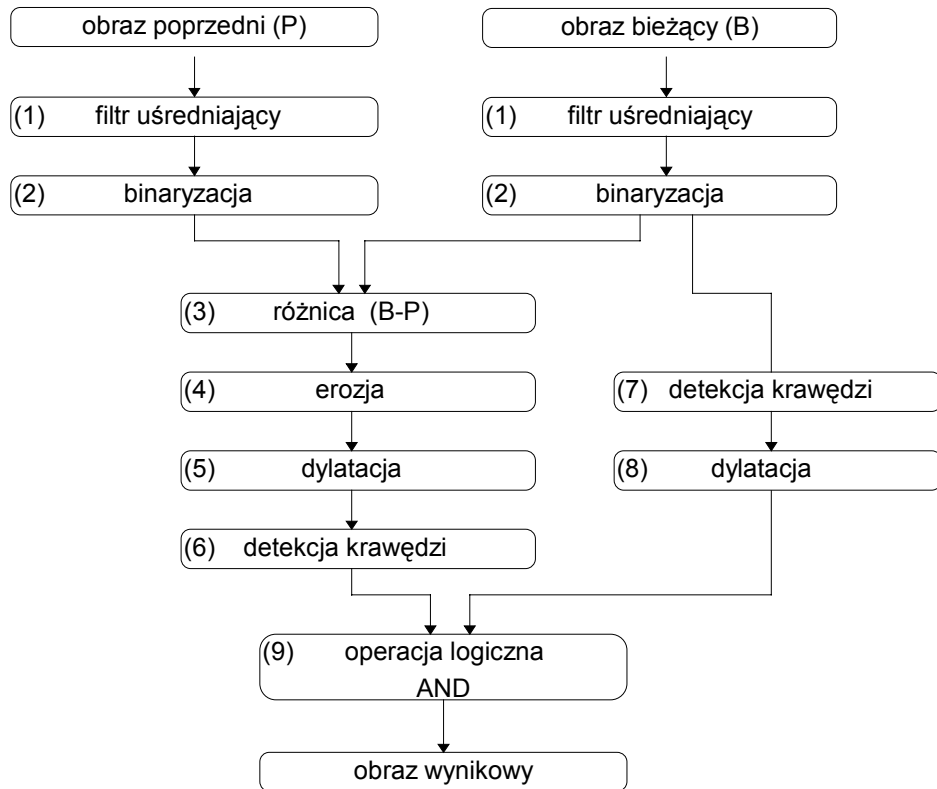 obraz poprzedni (P)
obraz bieżący (B)
(1) filtr uśredniający
(1) filtr uśredniający
(2) binaryzacja
(2) binaryzacja
(3) różnica (B-P)
(4) erozja
(7) detekcja krawędzi
(5) dylatacja
(8) dylatacja
(6) detekcja krawędzi
(9) operacja logiczna
AND
obraz wynikowy